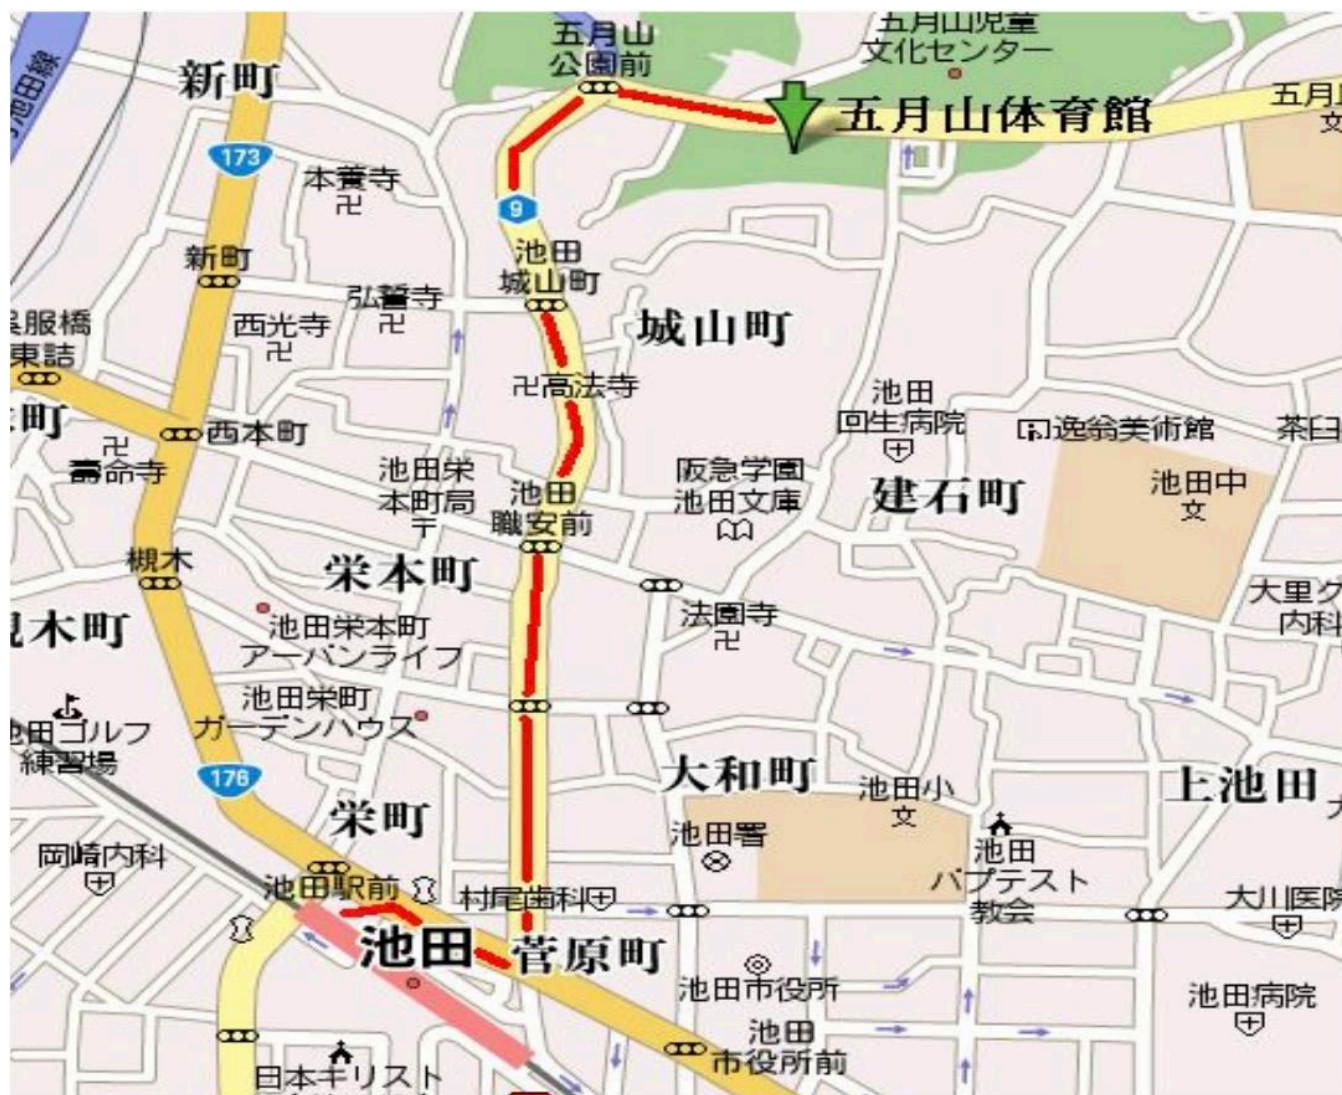 五月山児童
文化センター
五月山
公園前
新町
五月山体育館
173
本養寺
9
池田
城山町
新町
弘誓寺
西光寺
城山町
呉服橋
東詰
高法寺
池田
回生病院
逸翁美術館
茶臼
西本町
壽命寺
池田栄
本町局
池田
職安前
阪急学園
池田文庫
建石町
池田中
文
槻木
栄本町
大里ク
内科
槻木町
池田栄本町
アーバンライフ
法園寺
池田栄町
ガーデンハウス
池田ゴルフ
練習場
176
大和町
池田小
文
上池田
栄町
池田署
岡崎内科
池田
バプテスト
教会
池田駅前
村尾歯科
大川医院
池田
菅原町
池田市役所
池田病院
池田
市役所前
日本キリスト